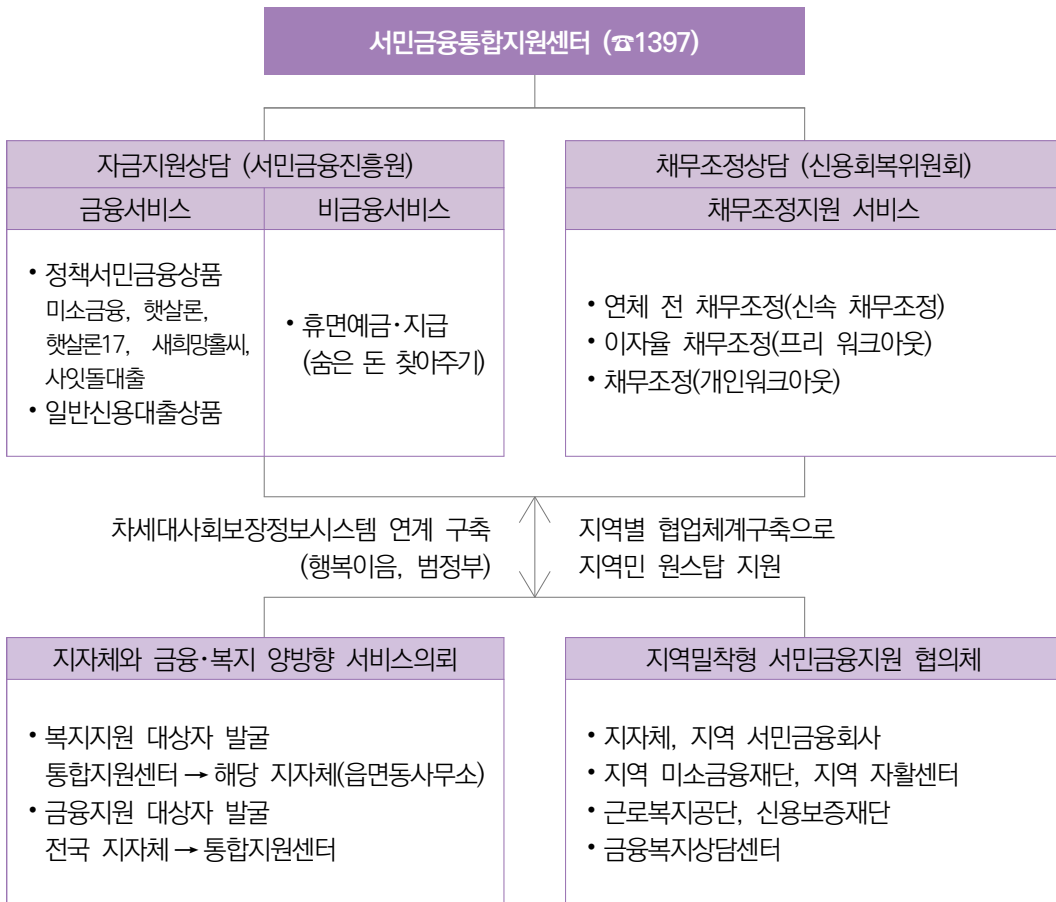 서민금융통합지원센터 (☎1397)
자금지원상담 (서민금융진흥원)
금융서비스
비금융서비스
• 정책서민금융상품
미소금융, 햇살론,
햇살론17, 새희망홀씨,
사잇돌대출
• 일반신용대출상품
• 휴면예금·지급
(숨은 돈 찾아주기)
채무조정상담 (신용회복위원회)
채무조정지원 서비스
• 연체 전 채무조정(신속 채무조정)
• 이자율 채무조정(프리 워크아웃)
• 채무조정(개인워크아웃)
차세대사회보장정보시스템 연계 구축
(행복이음, 범정부)
지역별 협업체계구축으로
지역민 원스탑 지원
지자체와 금융·복지 양방향 서비스의뢰
• 복지지원 대상자 발굴
통합지원센터 → 해당 지자체(읍면동사무소)
• 금융지원 대상자 발굴
전국 지자체 → 통합지원센터
지역밀착형 서민금융지원 협의체
• 지자체, 지역 서민금융회사
• 지역 미소금융재단, 지역 자활센터
• 근로복지공단, 신용보증재단
• 금융복지상담센터